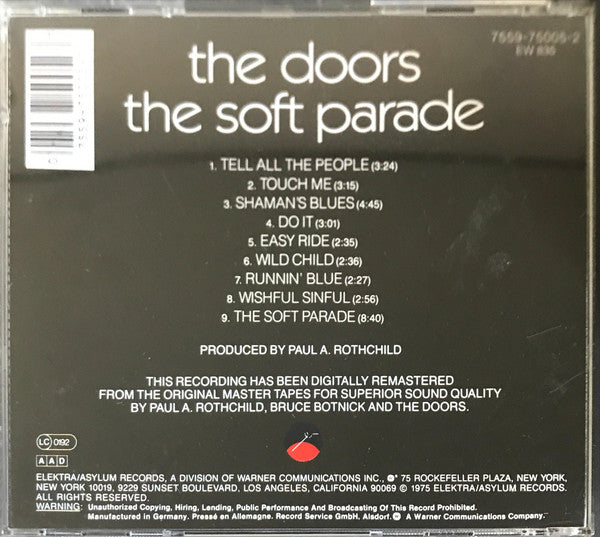 7559-75005-2
EW 835
the doors
the soft parade
1. TELL ALL THE PEOPLE (3:24)
2. TOUCH ME (3:15)
3. SHAMAN'S BLUES (4:45)
4. DO IT (3:01)
5. EASY RIDE (2:35)
6. WILD CHILD (2:36)
7. RUNNIN' BLUE (2:27)
8. WISHFUL SINFUL (2:56)
9. THE SOFT PARADE (8:40)
PRODUCED BY PAUL A. ROTHCHILD
THIS RECORDING HAS BEEN DIGITALLY REMASTERED
FROM THE ORIGINAL MASTER TAPES FOR SUPERIOR SOUND QUALITY
BY PAUL A. ROTHCHILD, BRUCE BOTNICK AND THE DOORS.
LC 0192
AAD
ELEKTRA/ASYLUM RECORDS, A DIVISION OF WARNER COMMUNICATIONS INC., 75 ROCKEFELLER PLAZA, NEW YORK,
NEW YORK 10019, 9229 SUNSET BOULEVARD, LOS ANGELES, CALIFORNIA 90069 © 1975 ELEKTRA/ASYLUM RECORDS.
ALL RIGHTS RESERVED.
WARNING: Unauthorized Copying, Hiring, Lending, Public Performance And Broadcasting Of This Record Prohibited.
Manufactured in Germany. Pressé en Allemagne. Record Service GmbH, Alsdorf. A Warner Communications Company.